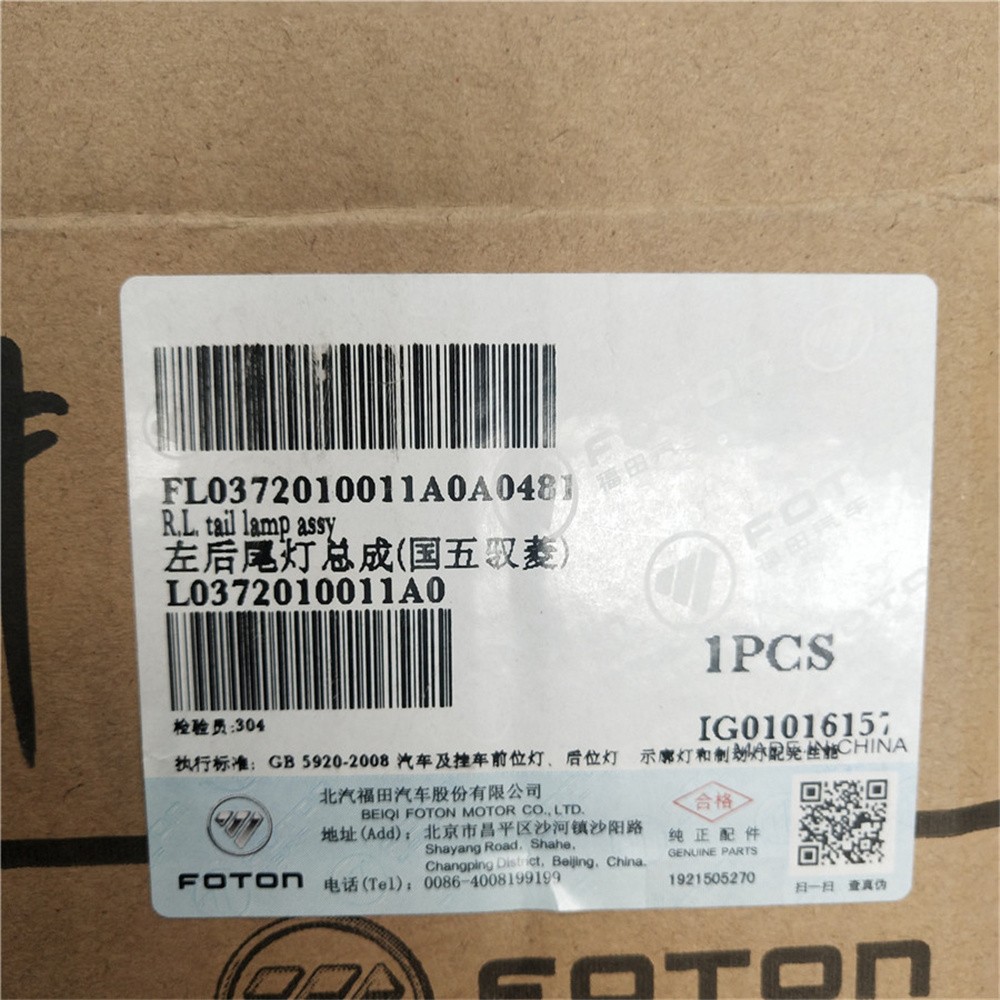 FL0372010011A0A0481
R.L. tail lamp assy
左后尾灯总成(国五驭菱)
L0372010011A0
1PCS
检验员:304
IG01016157
MADE IN CHINA
执行标准: GB 5920-2008 汽车及挂车前位灯、后位灯 示廓灯和制动灯配光性能
北汽福田汽车股份有限公司
BEIQI FOTON MOTOR CO.,LTD.
地址(Add): 北京市昌平区沙河镇沙阳路
Shayang Road, Shahe,
Changping District, Beijing, China.
电话(Tel): 0086-4008199199
FOTON
合格
纯正配件
GENUINE PARTS
1921505270
扫一扫 查真伪
FOTON